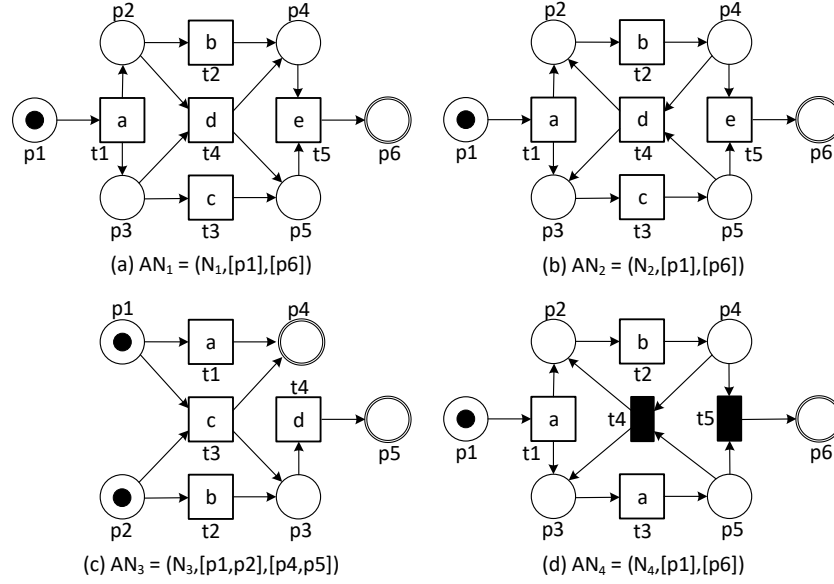 p2 p4
b
t2
a d e
p1 t1 t4 t5 p6
c
p3 t3 p5
(a) AN₁ = (N₁,[p1],[p6])
p2 p4
b
t2
a d e
p1 t1 t4 t5 p6
c
p3 t3 p5
(b) AN₂ = (N₂,[p1],[p6])
p1 p4
a
t1 t4
c d
t3 p5
b
p2 t2 p3
(c) AN₃ = (N₃,[p1,p2],[p4,p5])
p2 p4
b
t2
a t4 t5
p1 t1 p6
a
p3 t3 p5
(d) AN₄ = (N₄,[p1],[p6])